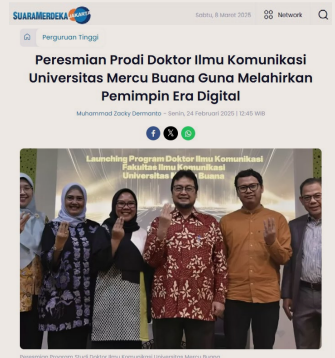 SUARAMERDEKA JAKARTA
Sabtu, 8 Maret 2025
Network
Perguruan Tinggi
Peresmian Prodi Doktor Ilmu Komunikasi
Universitas Mercu Buana Guna Melahirkan
Pemimpin Era Digital
Muhammad Zacky Dermanto - Senin, 24 Februari 2025 | 12:45 WIB
Launching Program Doktor Ilmu Komunikasi
Fakultas Ilmu Komunikasi
Universitas Buana
Peresmian Program Studi Doktor Ilmu Komunikasi Universitas Mercu Buana